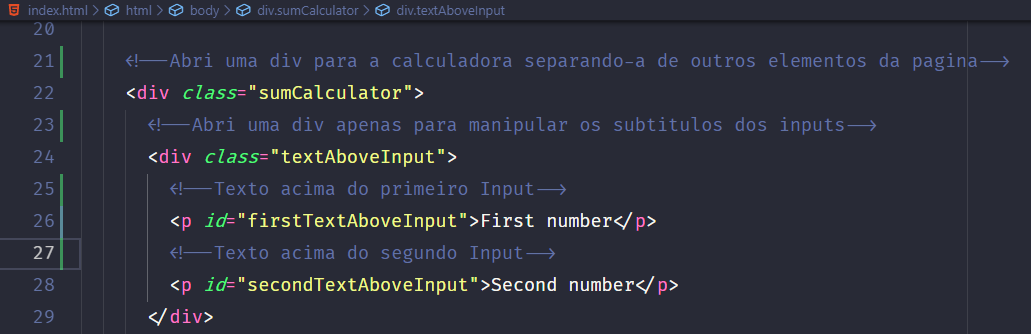 index.html > html > body > div.sumCalculator > div.textAboveInput
20
21 <!--Abri uma div para a calculadora separando-a de outros elementos da pagina-->
22 <div class="sumCalculator">
23 <!--Abri uma div apenas para manipular os subtitulos dos inputs-->
24 <div class="textAboveInput">
25 <!--Texto acima do primeiro Input-->
26 <p id="firstTextAboveInput">First number</p>
27 <!--Texto acima do segundo Input-->
28 <p id="secondTextAboveInput">Second number</p>
29 </div>